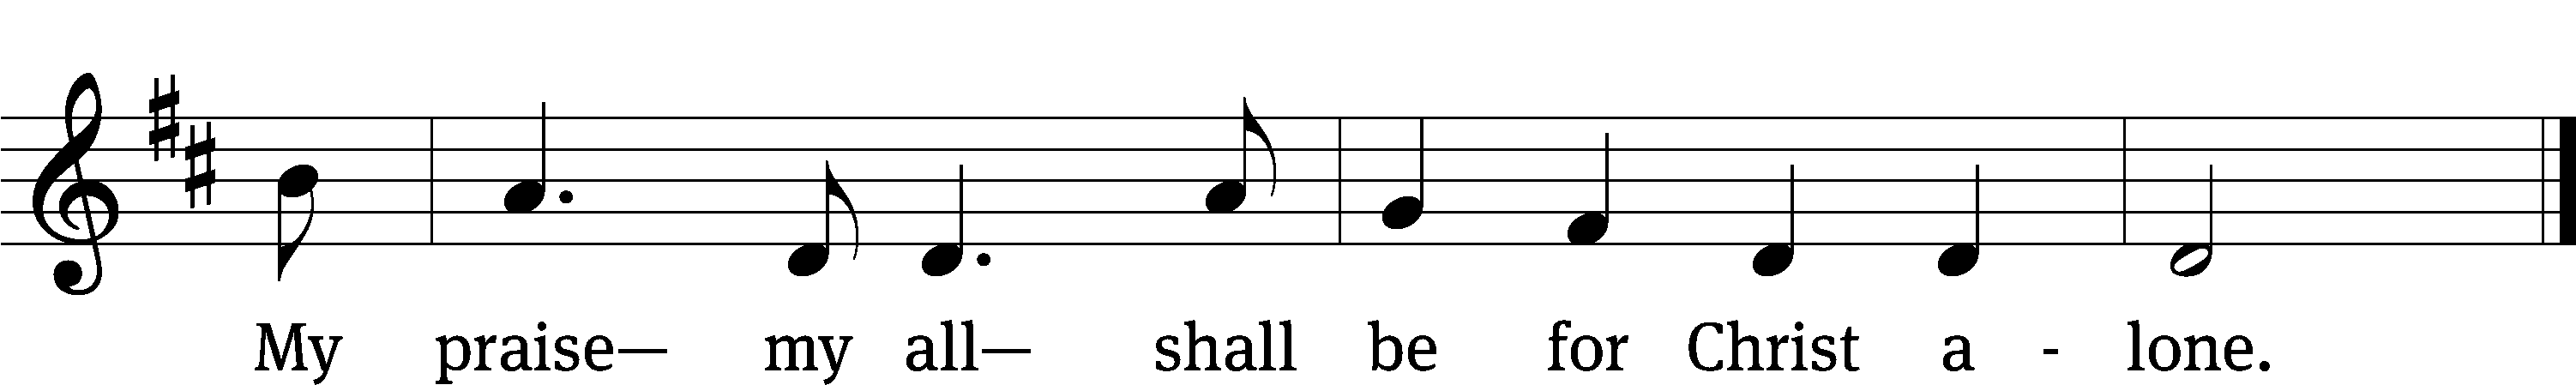 My praise— my all— shall be for Christ a - lone.